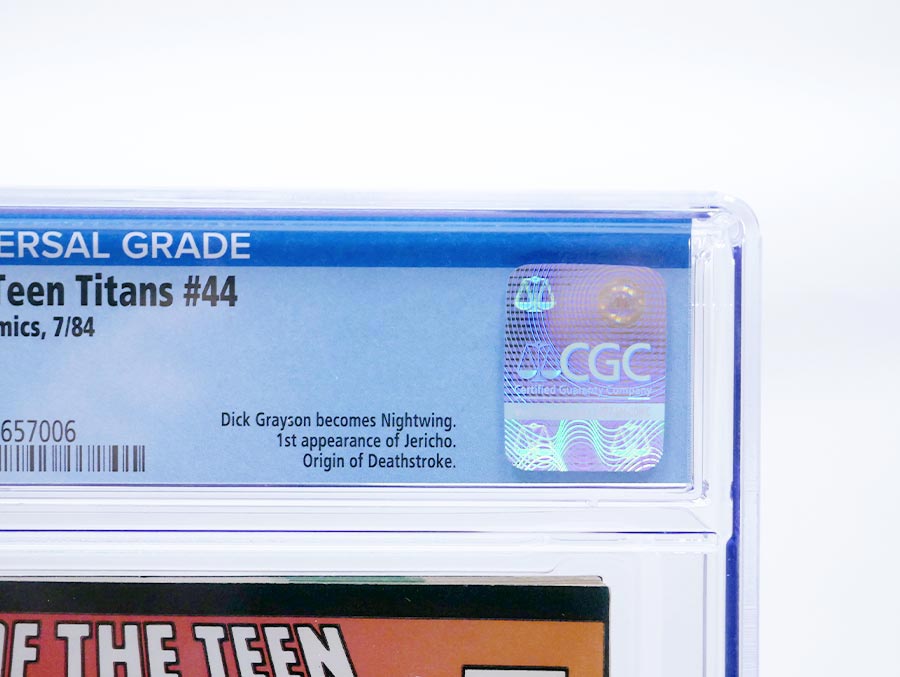 ERSAL GRADE
Teen Titans #44
mics, 7/84
657006
Dick Grayson becomes Nightwing.
1st appearance of Jericho.
Origin of Deathstroke.
CGC
Certified Guaranty Company
OF THE TEEN